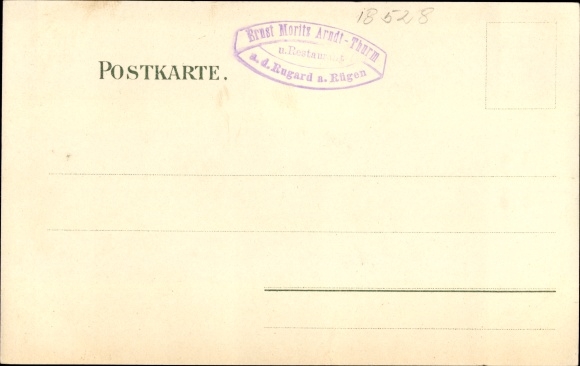 18528
Ernst Moritz Arndt-Thurm
u. Restaurant
a. d. Rugard a. Rügen
POSTKARTE.